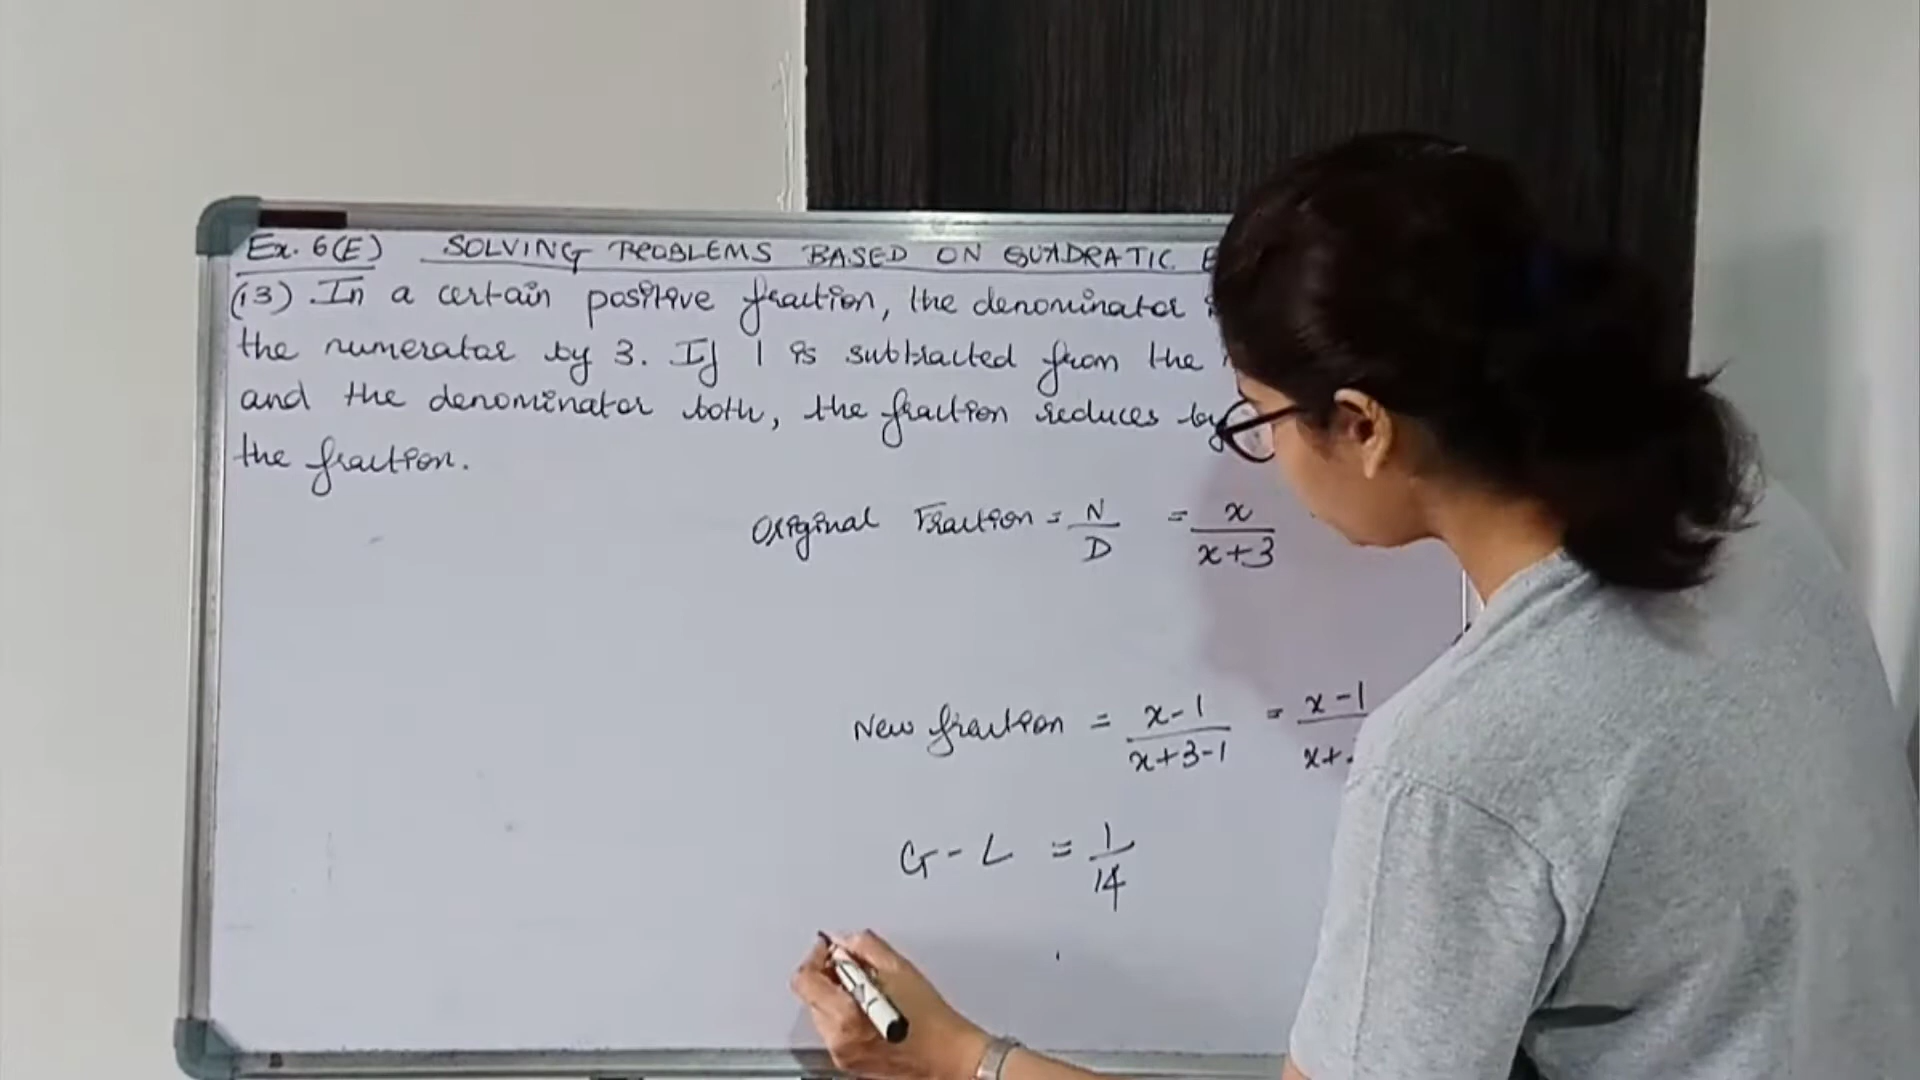 Ex. 6(E) SOLVING PROBLEMS BASED ON QUADRATIC
(13). In a certain positive fraction, the denominator
the numerator by 3. If 1 is subtracted from the
and the denominator both, the fraction reduces by
the fraction.
Original Fraction = N/D = x/x+3
New fraction = x-1/x+3-1 = x-1/x+
G - L = 1/14